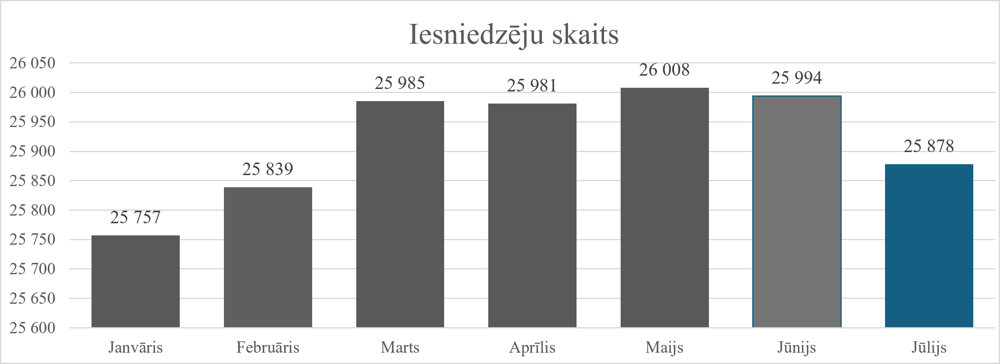 Iesniedzēju skaits
26 050
26 000
25 950
25 900
25 850
25 800
25 750
25 700
25 650
25 600
25 757
25 839
25 985
25 981
26 008
25 994
25 878
Janvāris
Februāris
Marts
Aprīlis
Maijs
Jūnijs
Jūlijs